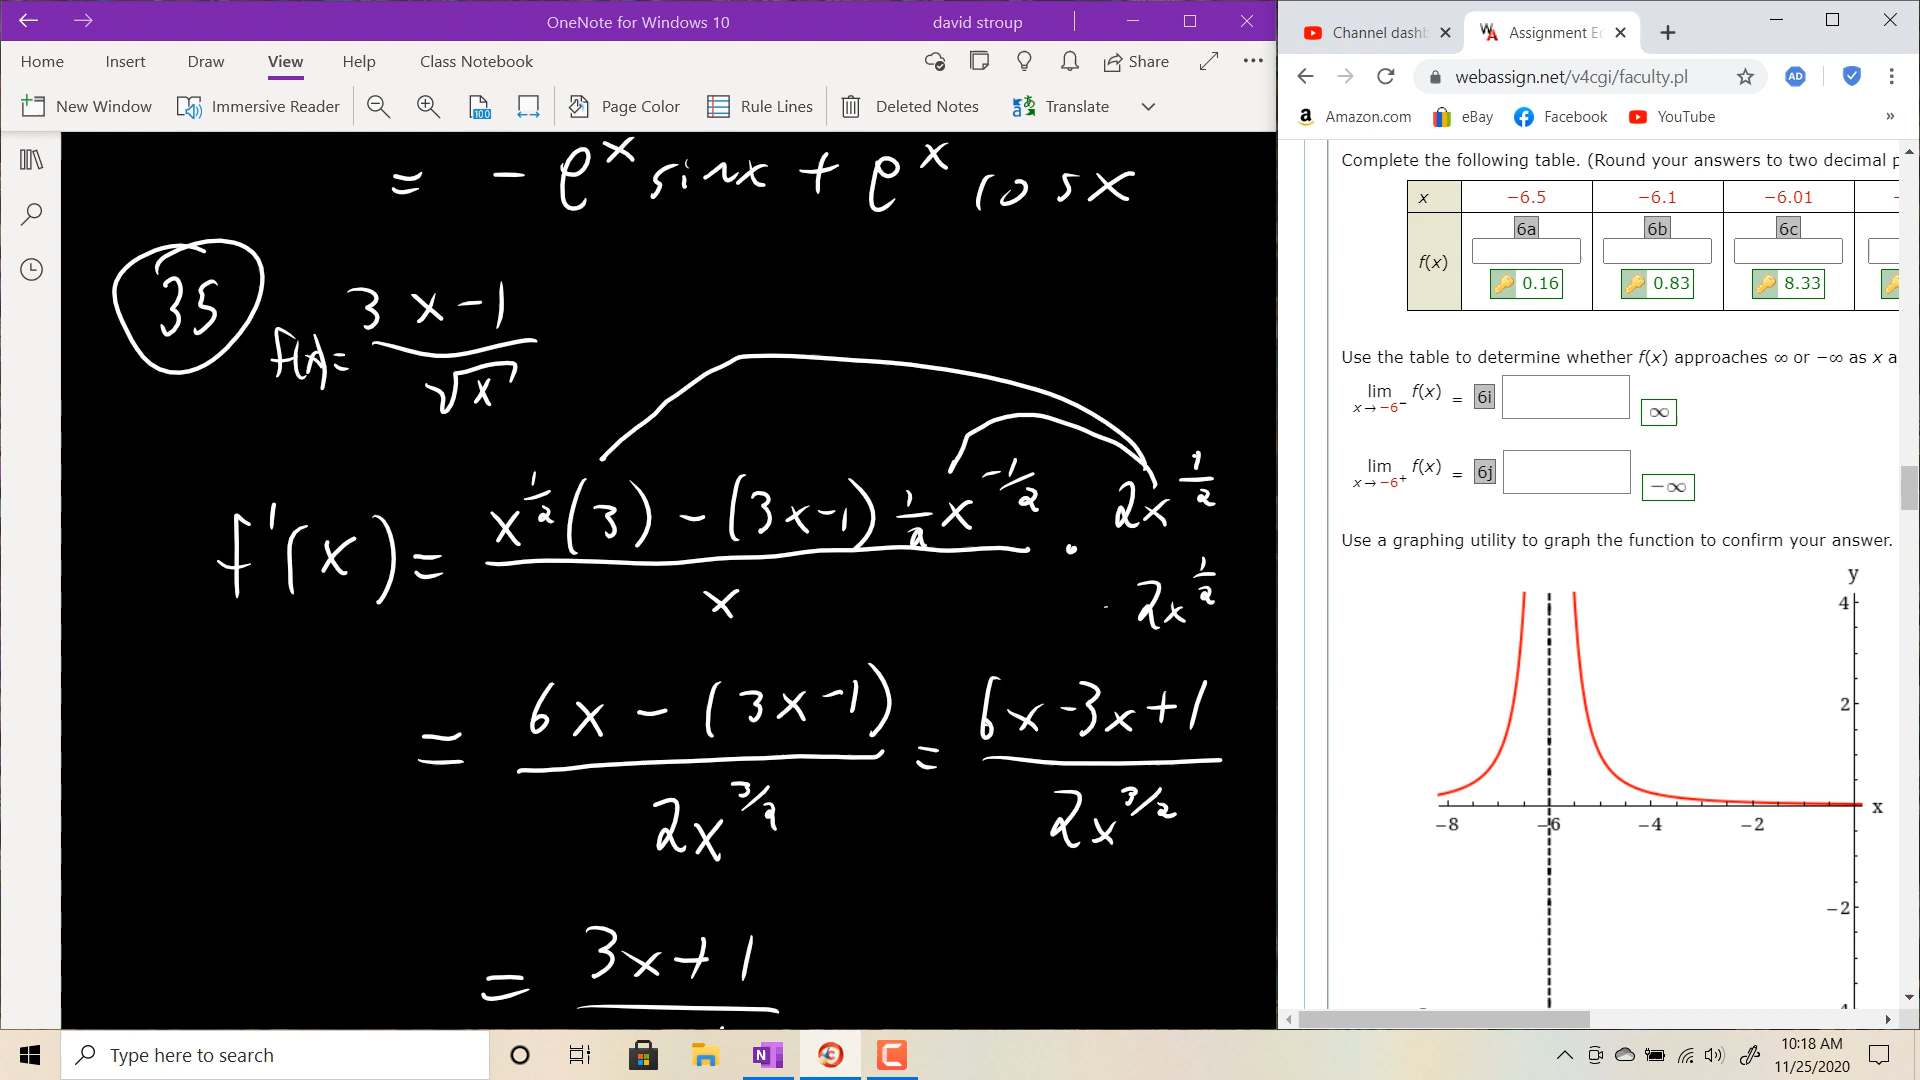 OneNote for Windows 10
david stroup
Home Insert Draw View Help Class Notebook
Share
New Window Immersive Reader 100 Page Color Rule Lines Deleted Notes Translate
= - e^x sinx + e^x cosx
35
f(x) = (3x-1)/√x
f'(x) = (x^(1/2)(3) - (3x-1) 1/2 x^(-1/2))/x · 2x^(1/2)/2x^(1/2)
= (6x - (3x-1))/2x^(3/2) = (6x-3x+1)/2x^(3/2)
= 3x+1
Channel dashb
Assignment Ec
webassign.net/v4cgi/faculty.pl
AD
Amazon.com eBay Facebook YouTube »
Complete the following table. (Round your answers to two decimal p
x −6.5 −6.1 −6.01 −
6a 6b 6c
f(x)
0.16 0.83 8.33
Use the table to determine whether f(x) approaches ∞ or −∞ as x a
lim x→−6⁻ f(x) = 6i ∞
lim x→−6⁺ f(x) = 6j −∞
Use a graphing utility to graph the function to confirm your answer.
y
4
2
x
−8 −6 −4 −2
−2
Type here to search
N
C
10:18 AM
11/25/2020